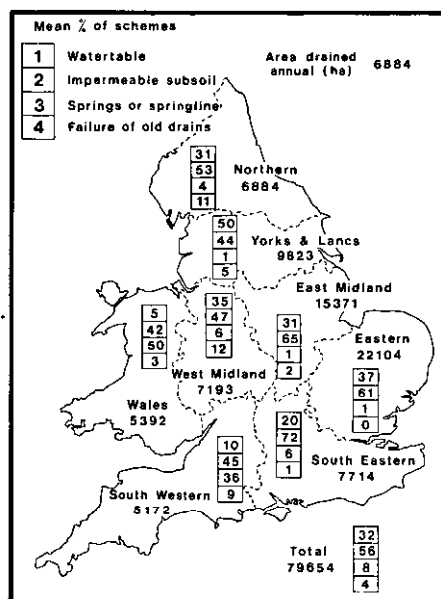 Mean % of schemes
1 Watertable
2 Impermeable subsoil
3 Springs or springline
4 Failure of old drains
Area drained
annual (ha) 6884
31
53
4
11
Northern
6884
50
44
1
5
Yorks & Lancs
9823
East Midland
15371
5
42
50
3
Wales
5392
35
47
6
12
West Midland
7193
31
65
1
2
Eastern
22104
37
61
1
0
20
72
6
1
South Eastern
7714
10
45
36
9
South Western
5172
Total
79654
32
56
8
4